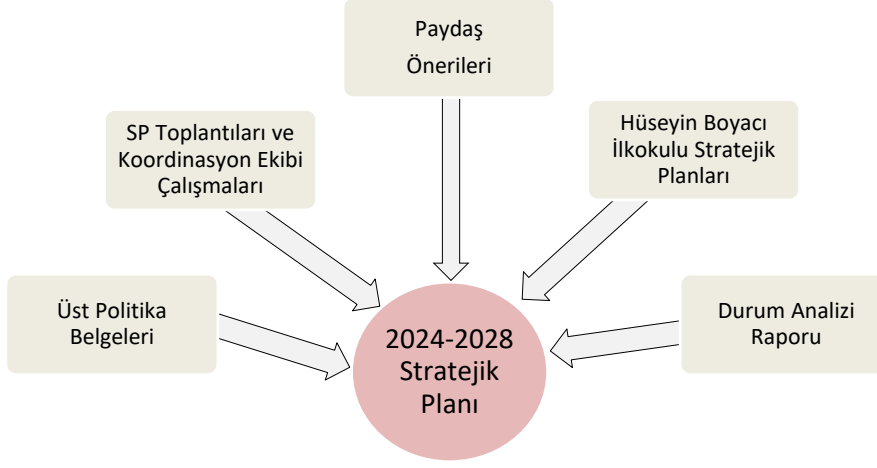 Paydaş
Önerileri
SP Toplantıları ve
Koordinasyon Ekibi
Çalışmaları
Hüseyin Boyacı
İlkokulu Stratejik
Planları
Üst Politika
Belgeleri
Durum Analizi
Raporu
2024-2028
Stratejik
Planı